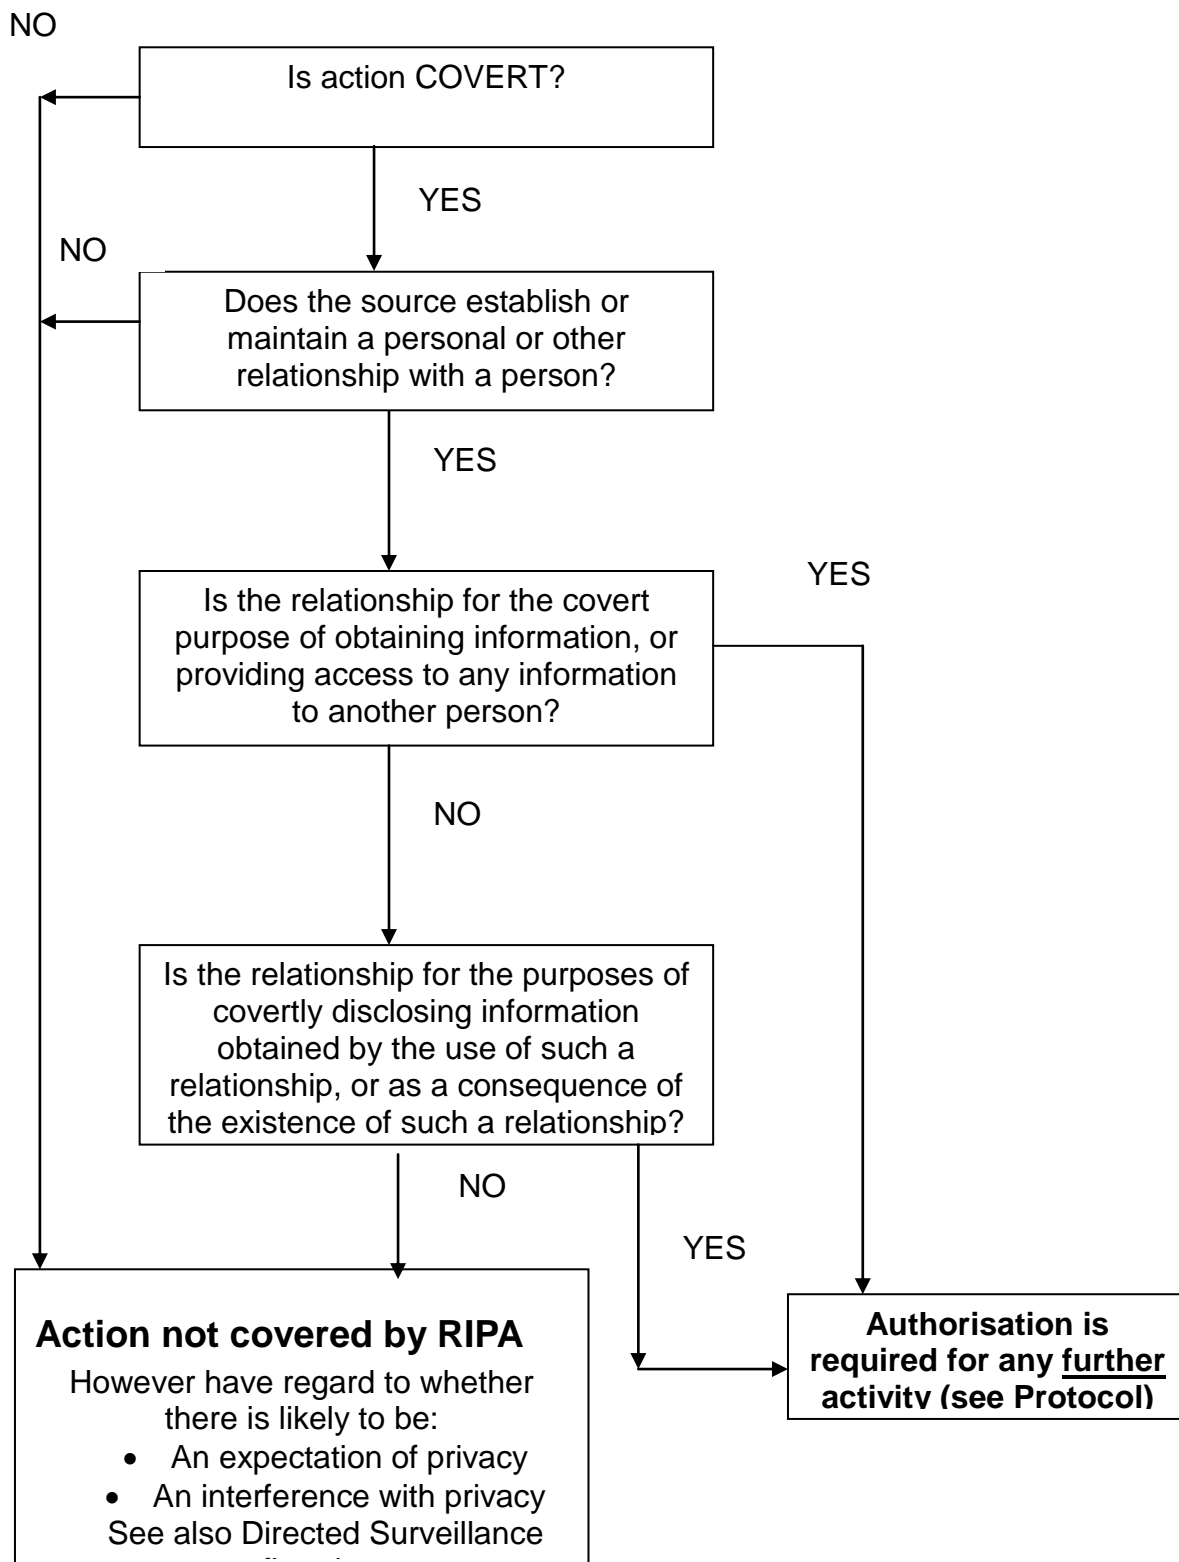 NO
Is action COVERT?
YES
NO
Does the source establish or
maintain a personal or other
relationship with a person?
YES
YES
Is the relationship for the covert
purpose of obtaining information, or
providing access to any information
to another person?
NO
Is the relationship for the purposes of
covertly disclosing information
obtained by the use of such a
relationship, or as a consequence of
the existence of such a relationship?
NO
YES
Action not covered by RIPA
However have regard to whether
there is likely to be:
• An expectation of privacy
• An interference with privacy
See also Directed Surveillance
Authorisation is
required for any further
activity (see Protocol)